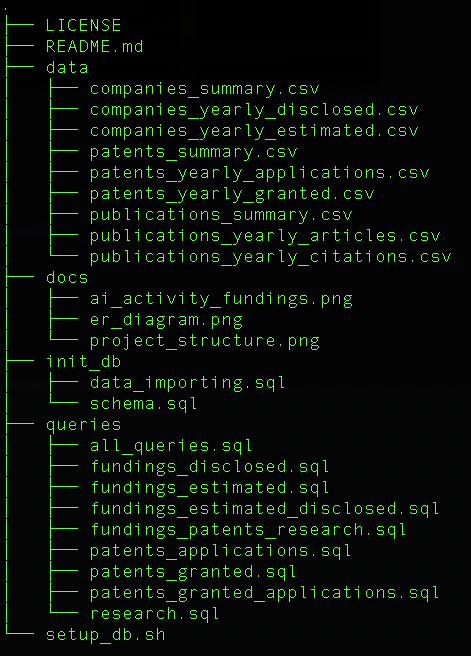 .
├── LICENSE
├── README.md
├── data
│   ├── companies_summary.csv
│   ├── companies_yearly_disclosed.csv
│   ├── companies_yearly_estimated.csv
│   ├── patents_summary.csv
│   ├── patents_yearly_applications.csv
│   ├── patents_yearly_granted.csv
│   ├── publications_summary.csv
│   ├── publications_yearly_articles.csv
│   └── publications_yearly_citations.csv
├── docs
│   ├── ai_activity_fundings.png
│   ├── er_diagram.png
│   └── project_structure.png
├── init_db
│   ├── data_importing.sql
│   └── schema.sql
├── queries
│   ├── all_queries.sql
│   ├── fundings_disclosed.sql
│   ├── fundings_estimated.sql
│   ├── fundings_estimated_disclosed.sql
│   ├── fundings_patents_research.sql
│   ├── patents_applications.sql
│   ├── patents_granted.sql
│   ├── patents_granted_applications.sql
│   └── research.sql
└── setup_db.sh